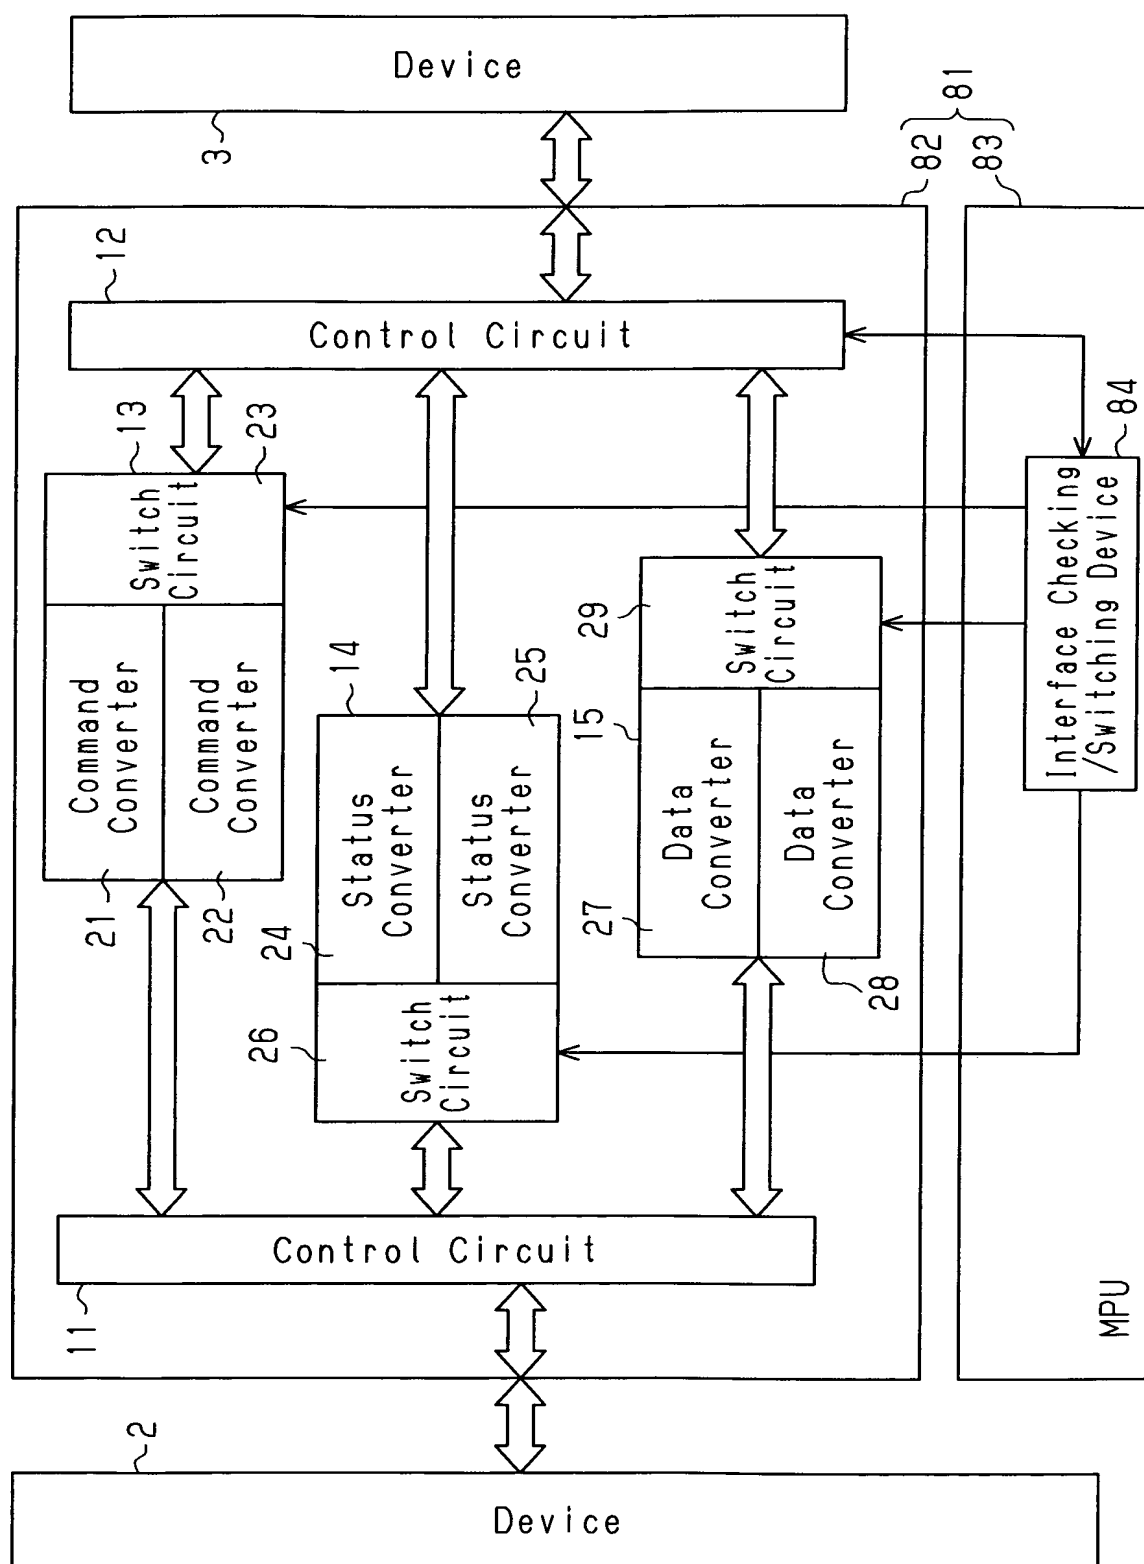 Device
3
81
82
83
12
Control Circuit
13
23
Switch
Circuit
Command
Converter
Command
Converter
21
22
14
25
Status
Converter
Status
Converter
24
26
Switch
Circuit
29
Switch
Circuit
15
Data
Converter
Data
Converter
27
28
84
Interface Checking
/Switching Device
Control Circuit
11
MPU
2
Device